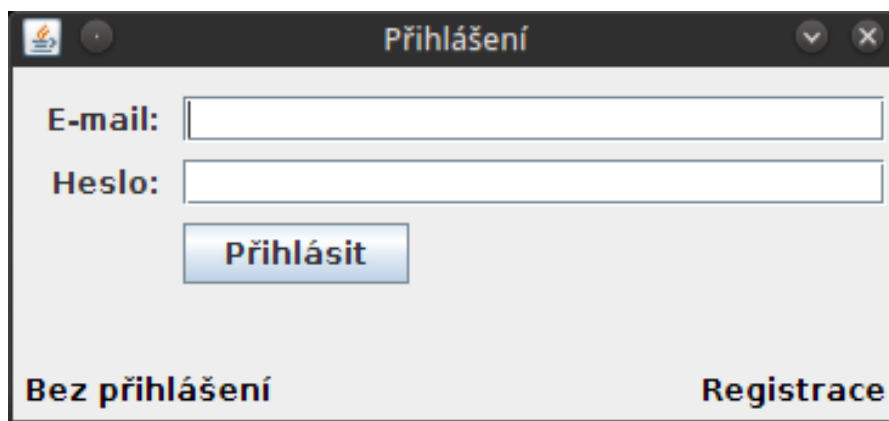 Přihlášení
E-mail:
Heslo:
Přihlásit
Bez přihlášení Registrace